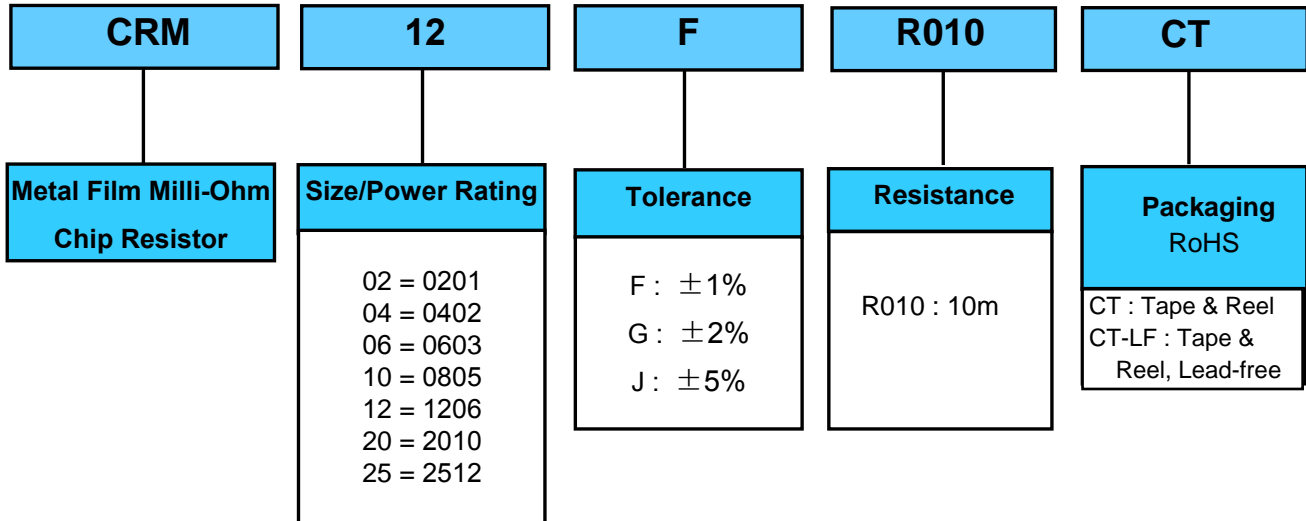 CRM 12 F R010 CT
Metal Film Milli-Ohm
Chip Resistor
Size/Power Rating
02 = 0201
04 = 0402
06 = 0603
10 = 0805
12 = 1206
20 = 2010
25 = 2512
Tolerance
F : ±1%
G : ±2%
J : ±5%
Resistance
R010 : 10m
Packaging
RoHS
CT : Tape & Reel
CT-LF : Tape &
Reel, Lead-free